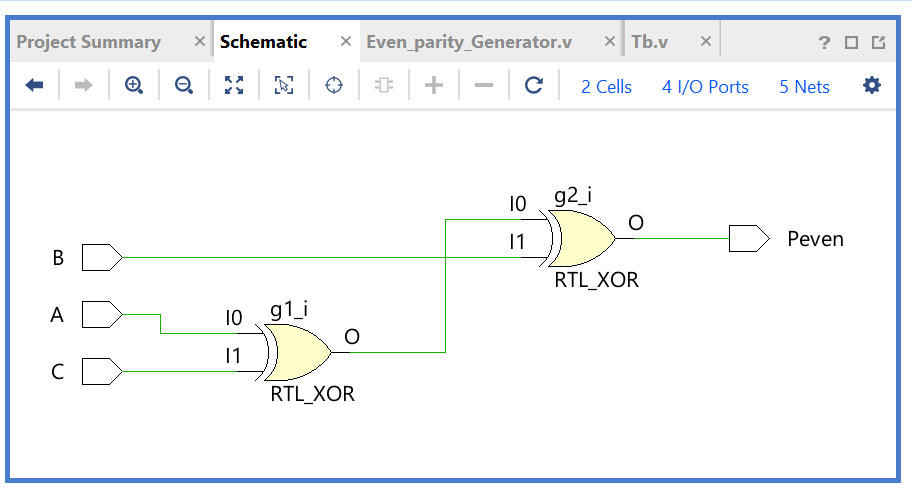 Project Summary × Schematic × Even_parity_Generator.v × Tb.v × ?
2 Cells 4 I/O Ports 5 Nets
g2_i
I0
O
I1
Peven
B
RTL_XOR
g1_i
A
I0
O
I1
C
RTL_XOR